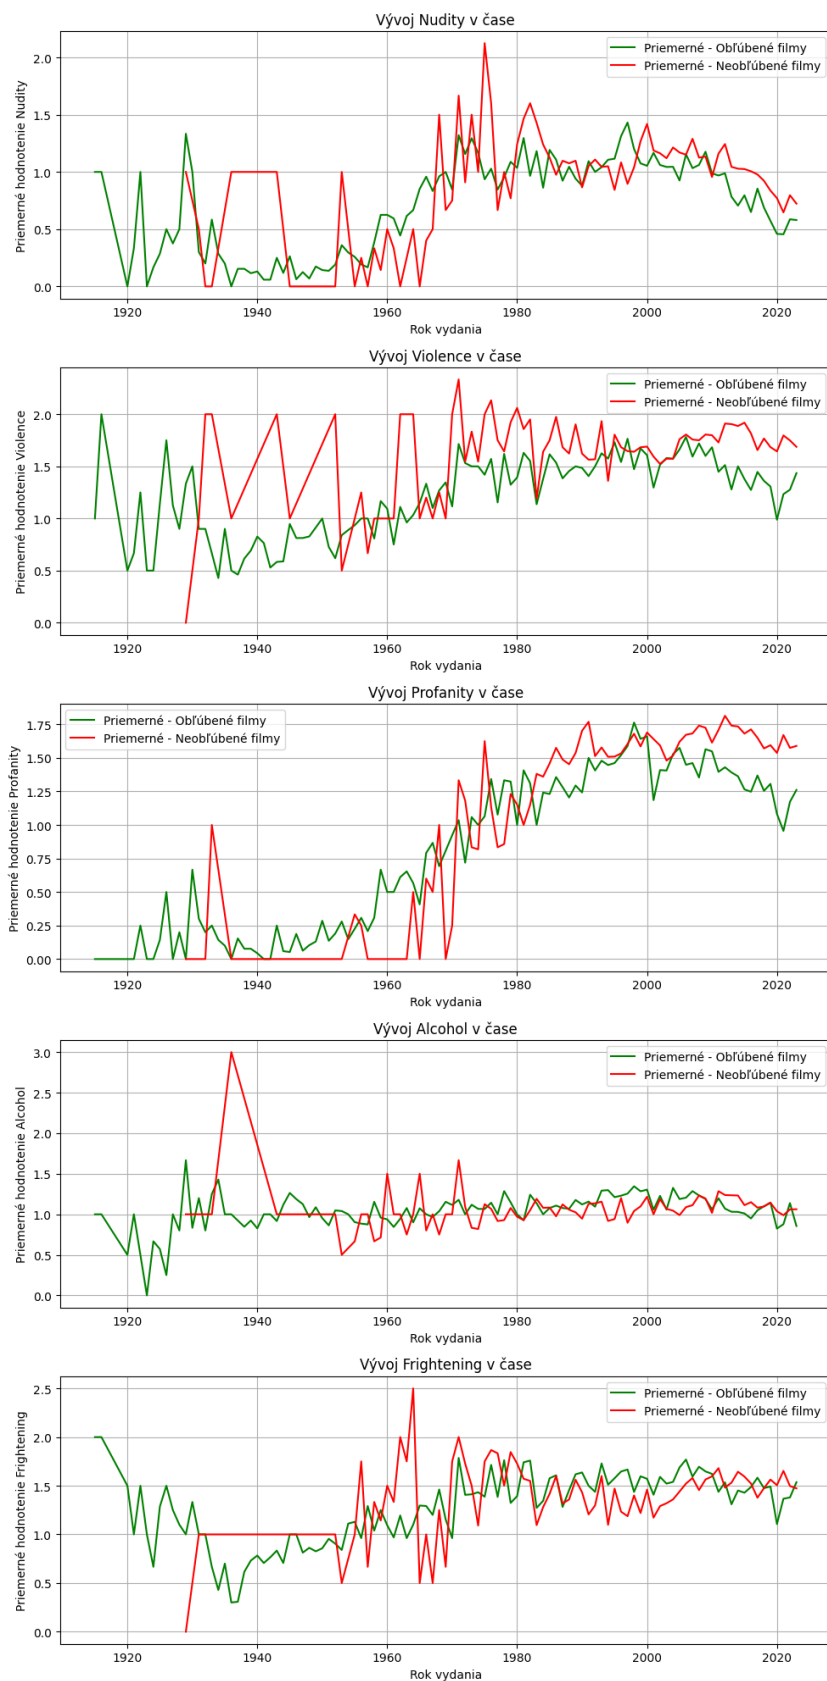 Vývoj Nudity v čase
Priemerné hodnotenie Nudity
2.0
1.5
1.0
0.5
0.0
Priemerné - Obľúbené filmy
Priemerné - Neobľúbené filmy
1920 1940 1960 1980 2000 2020
Rok vydania
Vývoj Violence v čase
Priemerné hodnotenie Violence
2.0
1.5
1.0
0.5
0.0
Priemerné - Obľúbené filmy
Priemerné - Neobľúbené filmy
1920 1940 1960 1980 2000 2020
Rok vydania
Vývoj Profanity v čase
Priemerné hodnotenie Profanity
1.75
1.50
1.25
1.00
0.75
0.50
0.25
0.00
Priemerné - Obľúbené filmy
Priemerné - Neobľúbené filmy
1920 1940 1960 1980 2000 2020
Rok vydania
Vývoj Alcohol v čase
Priemerné hodnotenie Alcohol
3.0
2.5
2.0
1.5
1.0
0.5
0.0
Priemerné - Obľúbené filmy
Priemerné - Neobľúbené filmy
1920 1940 1960 1980 2000 2020
Rok vydania
Vývoj Frightening v čase
Priemerné hodnotenie Frightening
2.5
2.0
1.5
1.0
0.5
0.0
Priemerné - Obľúbené filmy
Priemerné - Neobľúbené filmy
1920 1940 1960 1980 2000 2020
Rok vydania